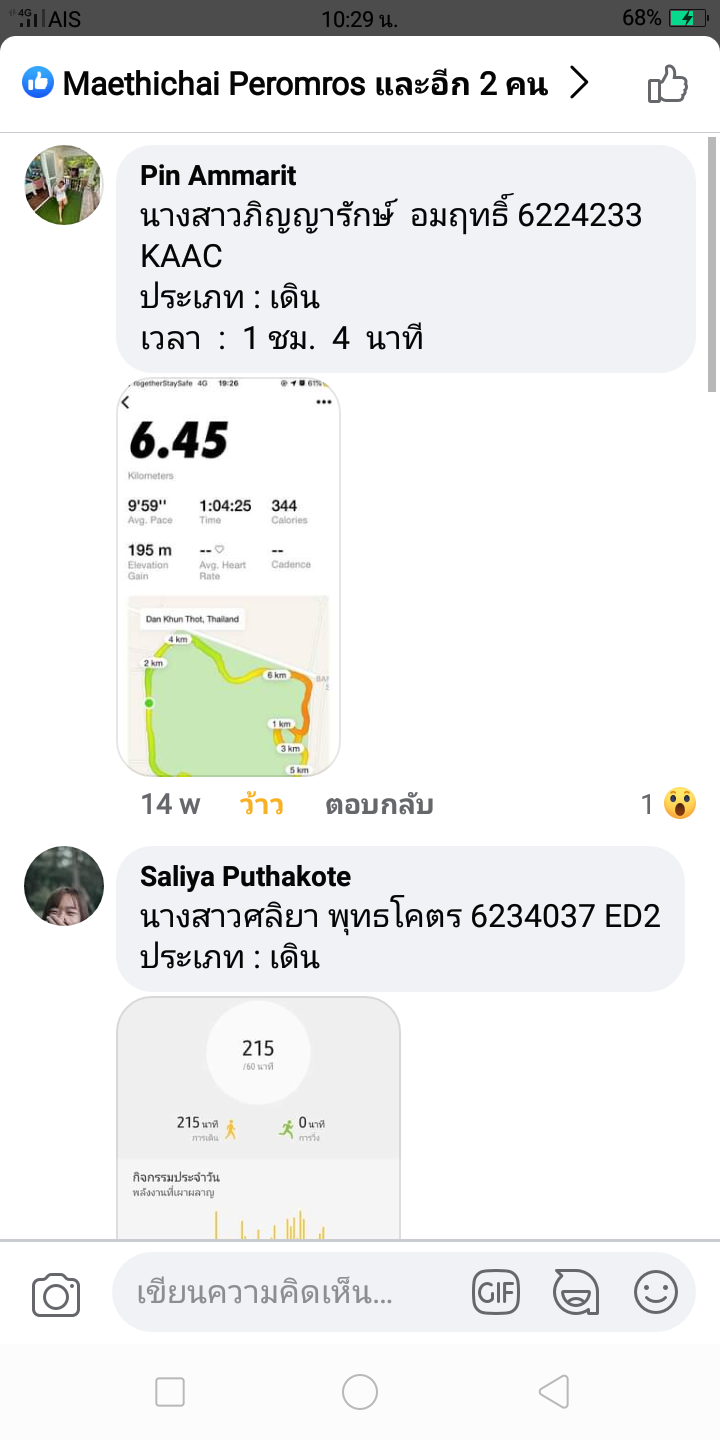 4G AIS 10:29 น. 68%
Maethichai Peromros และอีก 2 คน
Pin Ammarit
นางสาวภิญญารักษ์ อมฤทธิ์ 6224233
KAAC
ประเภท : เดิน
เวลา : 1 ชม. 4 นาที
ogetherStaySafe 4G 19:26 61%
6.45
Kilometers
9'59" 1:04:25 344
Avg. Pace Time Calories
195 m -- --
Elevation Gain Avg. Heart Rate Cadence
Dan Khun Thot, Thailand
4 km
2 km
6 km
1 km
3 km
5 km
14 พ ว้าว ตอบกลับ 1
Saliya Puthakote
นางสาวศลิยา พุทธโคตร 6234037 ED2
ประเภท : เดิน
215
/60 นาที
215 นาที 0 นาที
การเดิน การวิ่ง
กิจกรรมประจำวัน
พลังงานที่เผาผลาญ
เขียนความคิดเห็น... GIF